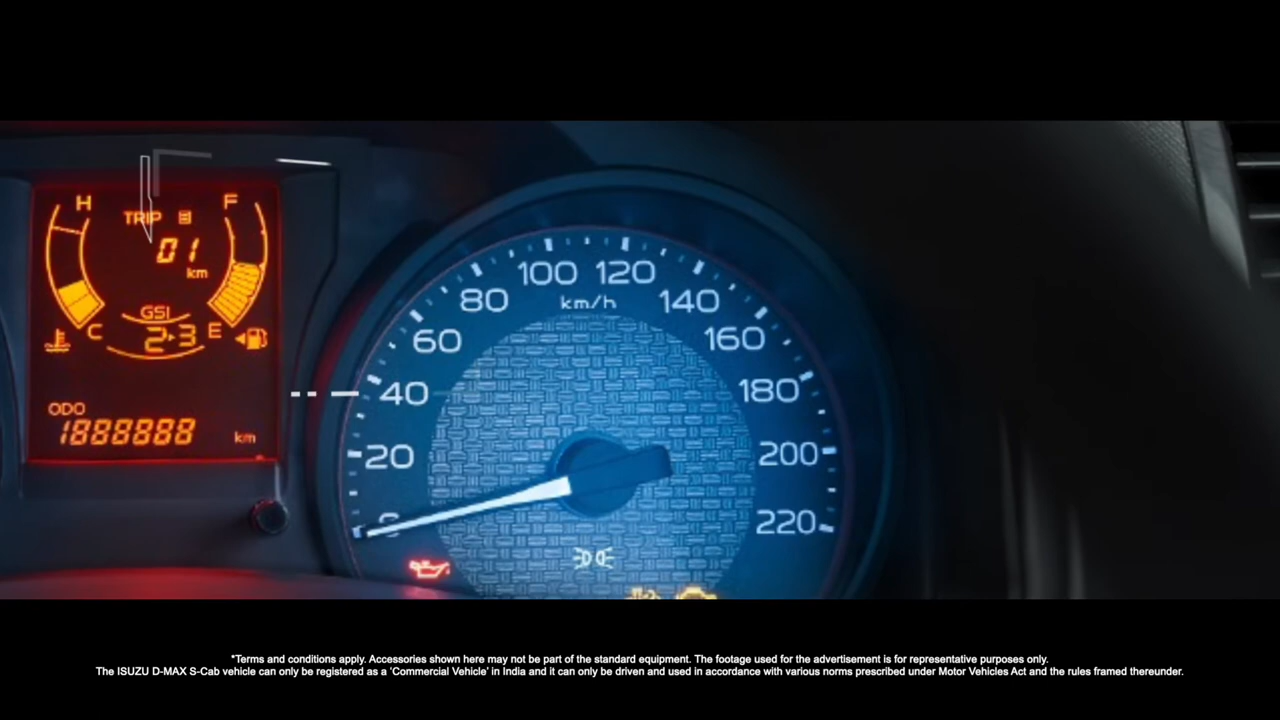 H
F
TRIP B
01
km
GSI
2▸3
C
E
ODO
1888888 km
100 120
80
km/h
140
60
160
40
180
20
200
220
*Terms and conditions apply. Accessories shown here may not be part of the standard equipment. The footage used for the advertisement is for representative purposes only.
The ISUZU D-MAX S-Cab vehicle can only be registered as a 'Commercial Vehicle' in India and it can only be driven and used in accordance with various norms prescribed under Motor Vehicles Act and the rules framed thereunder.